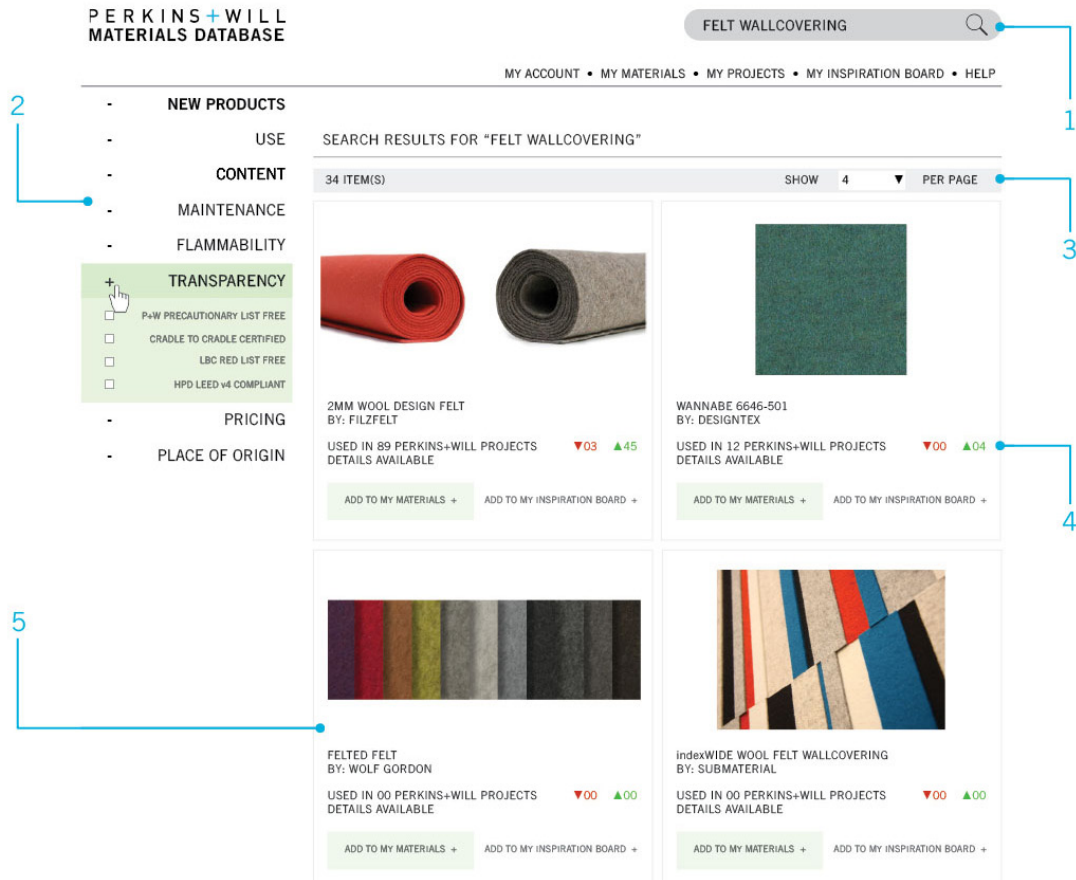 PERKINS+WILL
MATERIALS DATABASE
FELT WALLCOVERING
1
MY ACCOUNT • MY MATERIALS • MY PROJECTS • MY INSPIRATION BOARD • HELP
2
- NEW PRODUCTS
- USE
- CONTENT
- MAINTENANCE
- FLAMMABILITY
+ TRANSPARENCY
P+W PRECAUTIONARY LIST FREE
CRADLE TO CRADLE CERTIFIED
LBC RED LIST FREE
HPD LEED v4 COMPLIANT
- PRICING
- PLACE OF ORIGIN
SEARCH RESULTS FOR "FELT WALLCOVERING"
34 ITEM(S) SHOW 4 ▼ PER PAGE
3
2MM WOOL DESIGN FELT
BY: FILZFELT
USED IN 89 PERKINS+WILL PROJECTS ▼03 ▲45
DETAILS AVAILABLE
ADD TO MY MATERIALS + ADD TO MY INSPIRATION BOARD +
WANNABE 6646-501
BY: DESIGNTEX
USED IN 12 PERKINS+WILL PROJECTS ▼00 ▲04
DETAILS AVAILABLE
ADD TO MY MATERIALS + ADD TO MY INSPIRATION BOARD +
4
5
FELTED FELT
BY: WOLF GORDON
USED IN 00 PERKINS+WILL PROJECTS ▼00 ▲00
DETAILS AVAILABLE
ADD TO MY MATERIALS + ADD TO MY INSPIRATION BOARD +
indexWIDE WOOL FELT WALLCOVERING
BY: SUBMATERIAL
USED IN 00 PERKINS+WILL PROJECTS ▼00 ▲00
DETAILS AVAILABLE
ADD TO MY MATERIALS + ADD TO MY INSPIRATION BOARD +